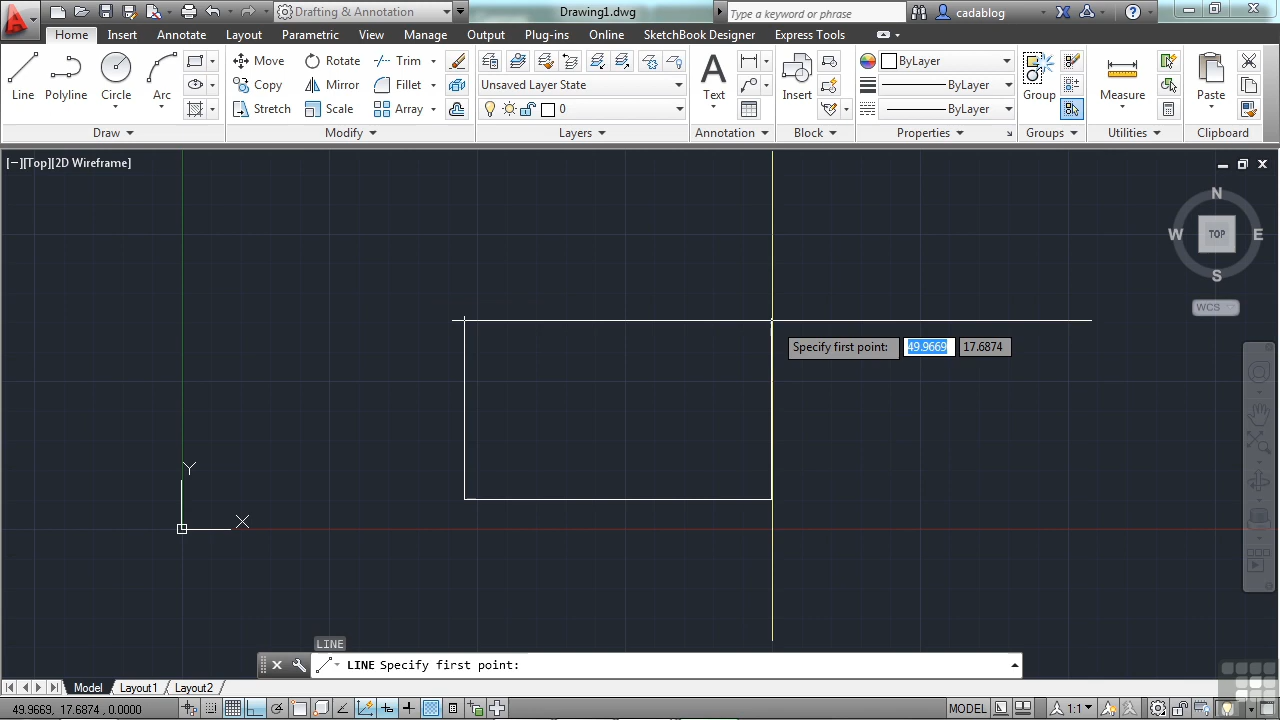 Drafting & Annotation
Drawing1.dwg
Type a keyword or phrase
cadablog
Home Insert Annotate Layout Parametric View Manage Output Plug-ins Online SketchBook Designer Express Tools
Line Polyline Circle Arc
Move Rotate Trim
Copy Mirror Fillet
Stretch Scale Array
Unsaved Layer State
0
Text
Insert
ByLayer
ByLayer
ByLayer
Group
Measure
Paste
Draw Modify Layers Annotation Block Properties Groups Utilities Clipboard
[−][Top][2D Wireframe]
N
W TOP E
S
WCS
Specify first point: 49.9669 17.6874
Y
X
LINE
LINE Specify first point:
Model Layout1 Layout2
49.9669, 17.6874 , 0.0000
MODEL 1:1